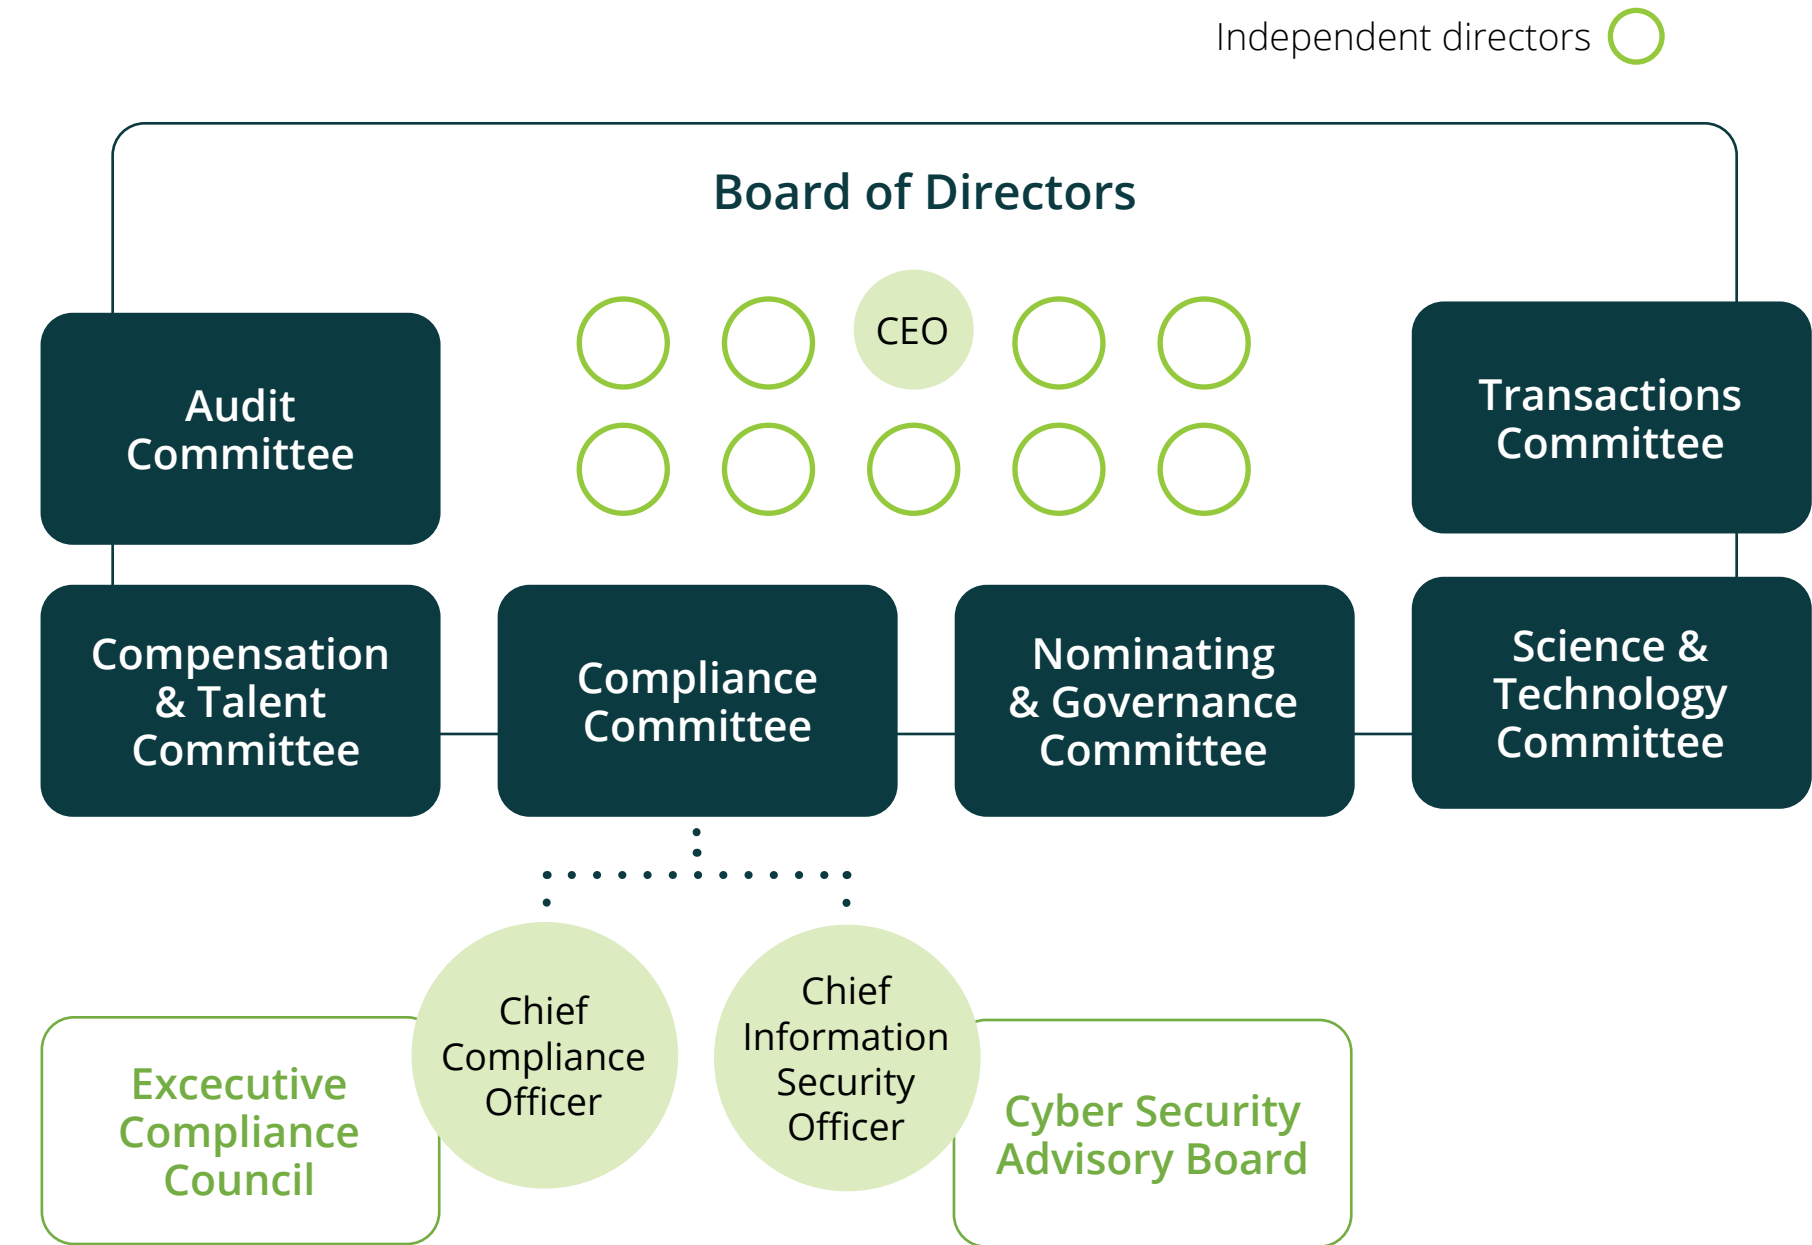 Independent directors
Board of Directors
CEO
Audit
Committee
Transactions
Committee
Compensation
& Talent
Committee
Compliance
Committee
Nominating
& Governance
Committee
Science &
Technology
Committee
Chief
Compliance
Officer
Chief
Information
Security
Officer
Excecutive
Compliance
Council
Cyber Security
Advisory Board